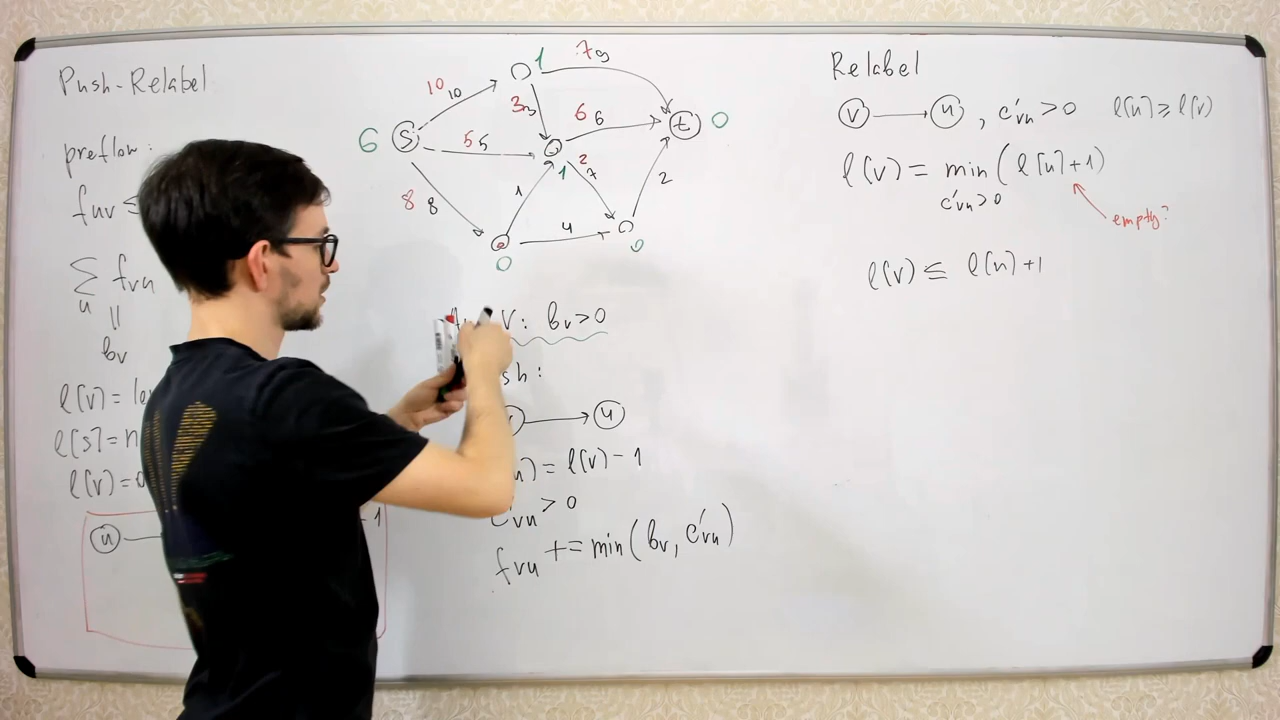 Push-Relabel
preflow:
fuv ≤
Σ fvu
u
||
bv
l(v) =
l[s] = n
l(v) = 0
u
1
6 S
10 10
5 5
8 8
1
3 3
7 9
6 6
t 0
1
2 7
1
4
2
0
0
V: bv > 0
sh:
u
) = l(v) - 1
c'vu > 0
fvu += min(bv, c'vu)
Relabel
v → u, c'vu > 0 l[u] ≥ l(v)
l(v) = min (l[u]+1)
c'vu > 0
empty?
l(v) ≤ l(u)+1